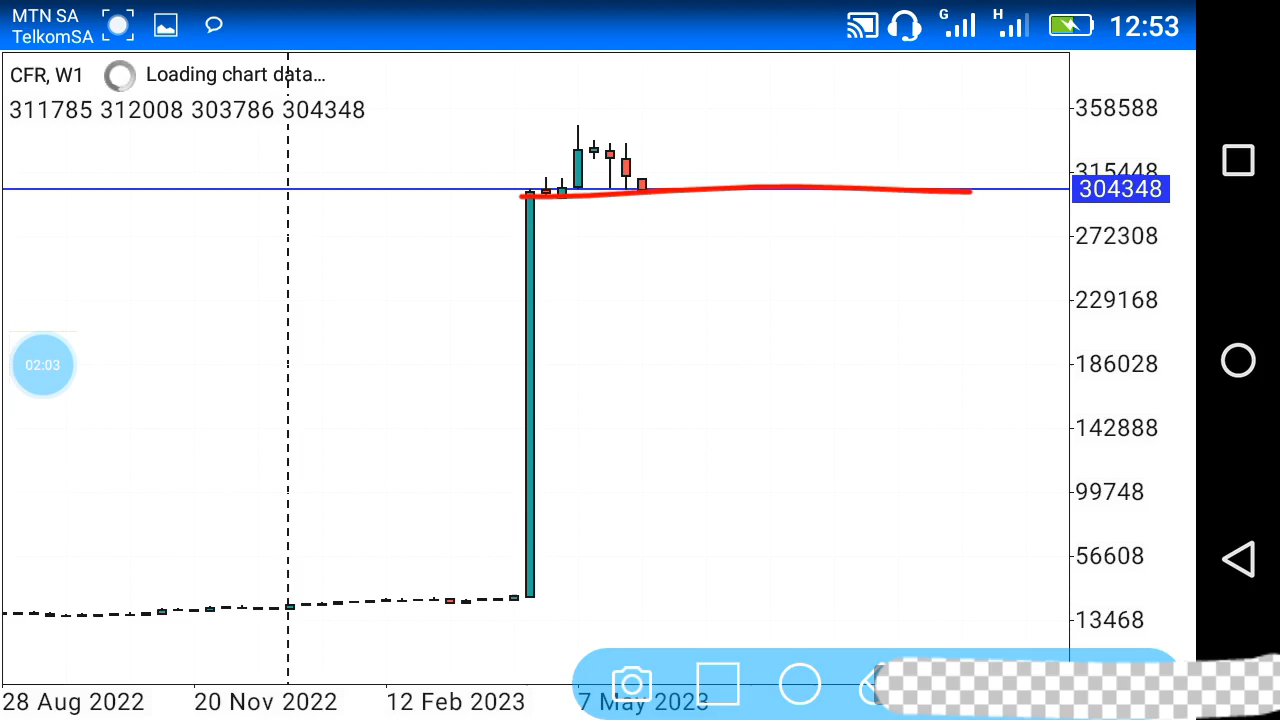 MTN SA
TelkomSA
G H 12:53
CFR, W1 Loading chart data...
311785 312008 303786 304348
358588
315448
304348
272308
229168
186028
02:03
142888
99748
56608
13468
28 Aug 2022 20 Nov 2022 12 Feb 2023 7 May 2023